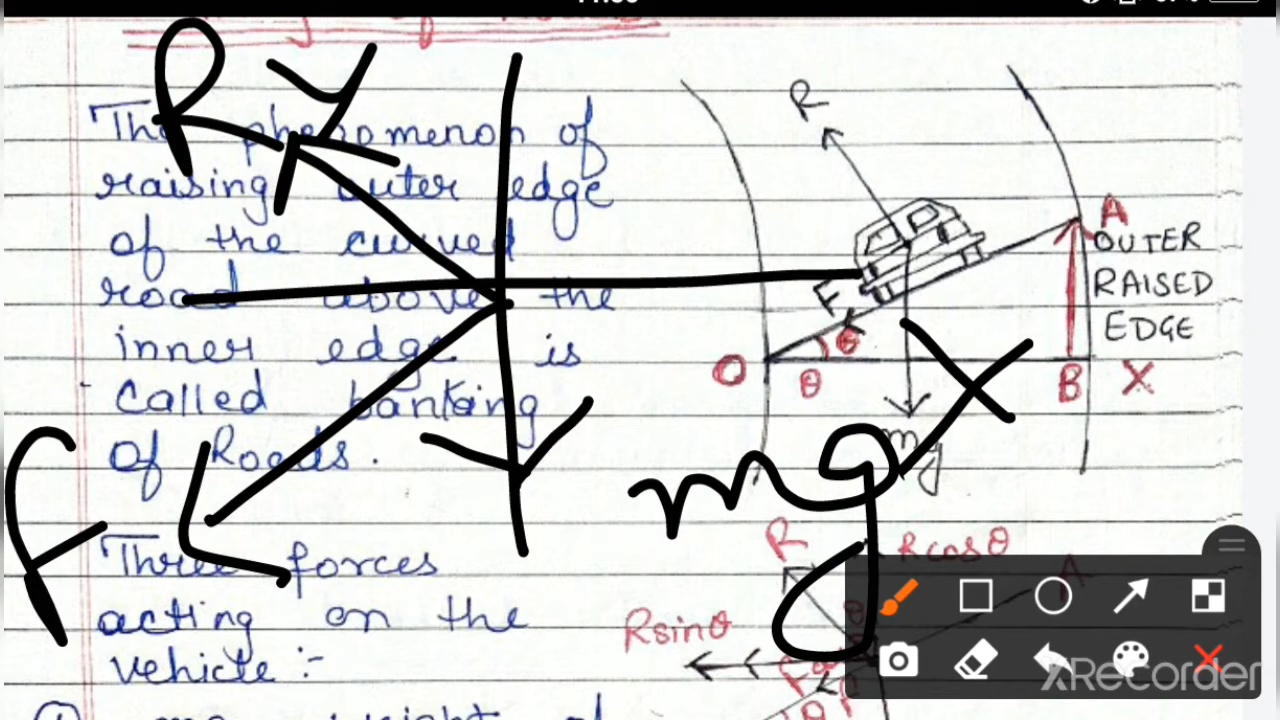 The phenomenon of
raising outer edge
of the curved
road above the
inner edge is
called banking
of Roads.
Three forces
acting on the
vehicle :-
R
Y
F
Y
X
mg
R
F
θ
θ
O
A
OUTER
RAISED
EDGE
B
X
mg
R
Rcosθ
A
Rsinθ
θ
F
θ
XRecorder